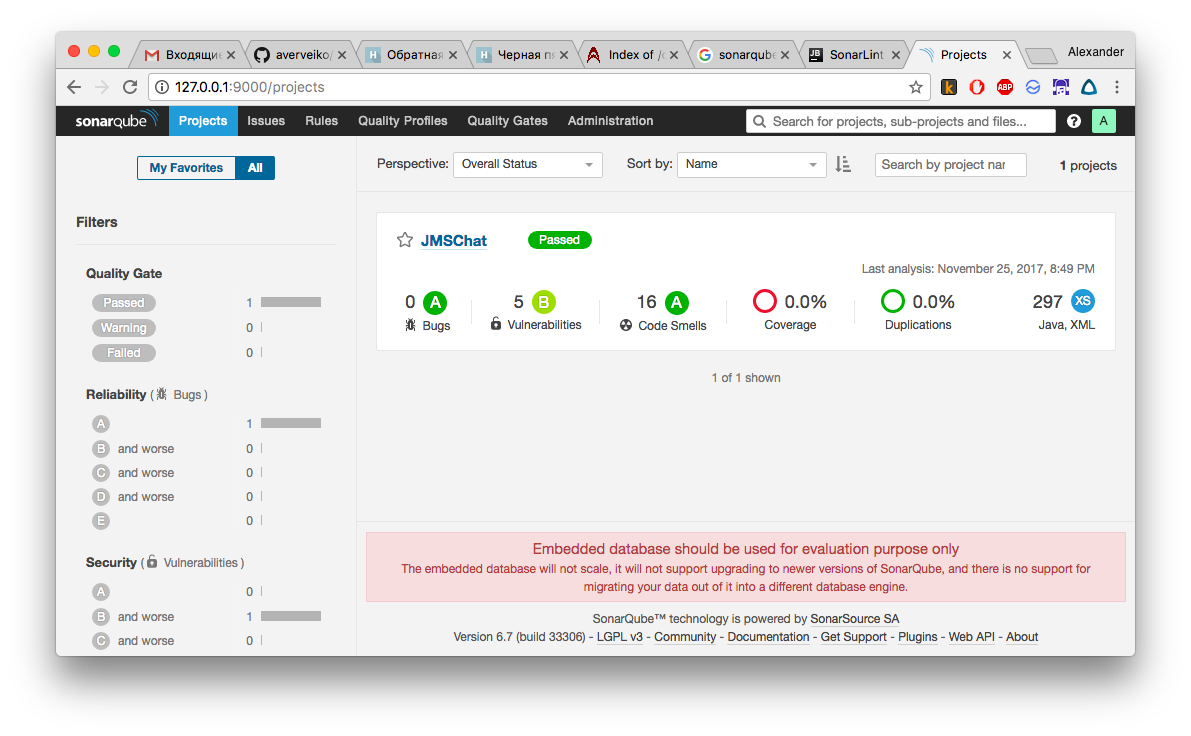 Входящие averveiko/ Обратная Черная пя Index of /c sonarqube SonarLint Projects Alexander
127.0.0.1:9000/projects
sonarqube Projects Issues Rules Quality Profiles Quality Gates Administration Search for projects, sub-projects and files... ? A
My Favorites All Perspective: Overall Status Sort by: Name Search by project nar 1 projects
Filters
JMSChat Passed
Last analysis: November 25, 2017, 8:49 PM
0 A 5 B 16 A 0.0% 0.0% 297 XS
Bugs Vulnerabilities Code Smells Coverage Duplications Java, XML
1 of 1 shown
Quality Gate
Passed 1
Warning 0
Failed 0
Reliability ( Bugs )
A 1
B and worse 0
C and worse 0
D and worse 0
E 0
Security ( Vulnerabilities )
A 0
B and worse 1
C and worse 0
Embedded database should be used for evaluation purpose only
The embedded database will not scale, it will not support upgrading to newer versions of SonarQube, and there is no support for
migrating your data out of it into a different database engine.
SonarQube™ technology is powered by SonarSource SA
Version 6.7 (build 33306) - LGPL v3 - Community - Documentation - Get Support - Plugins - Web API - About